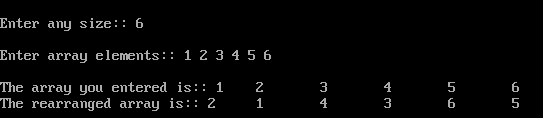 Enter any size:: 6
Enter array elements:: 1 2 3 4 5 6
The array you entered is:: 1 2 3 4 5 6
The rearranged array is:: 2 1 4 3 6 5